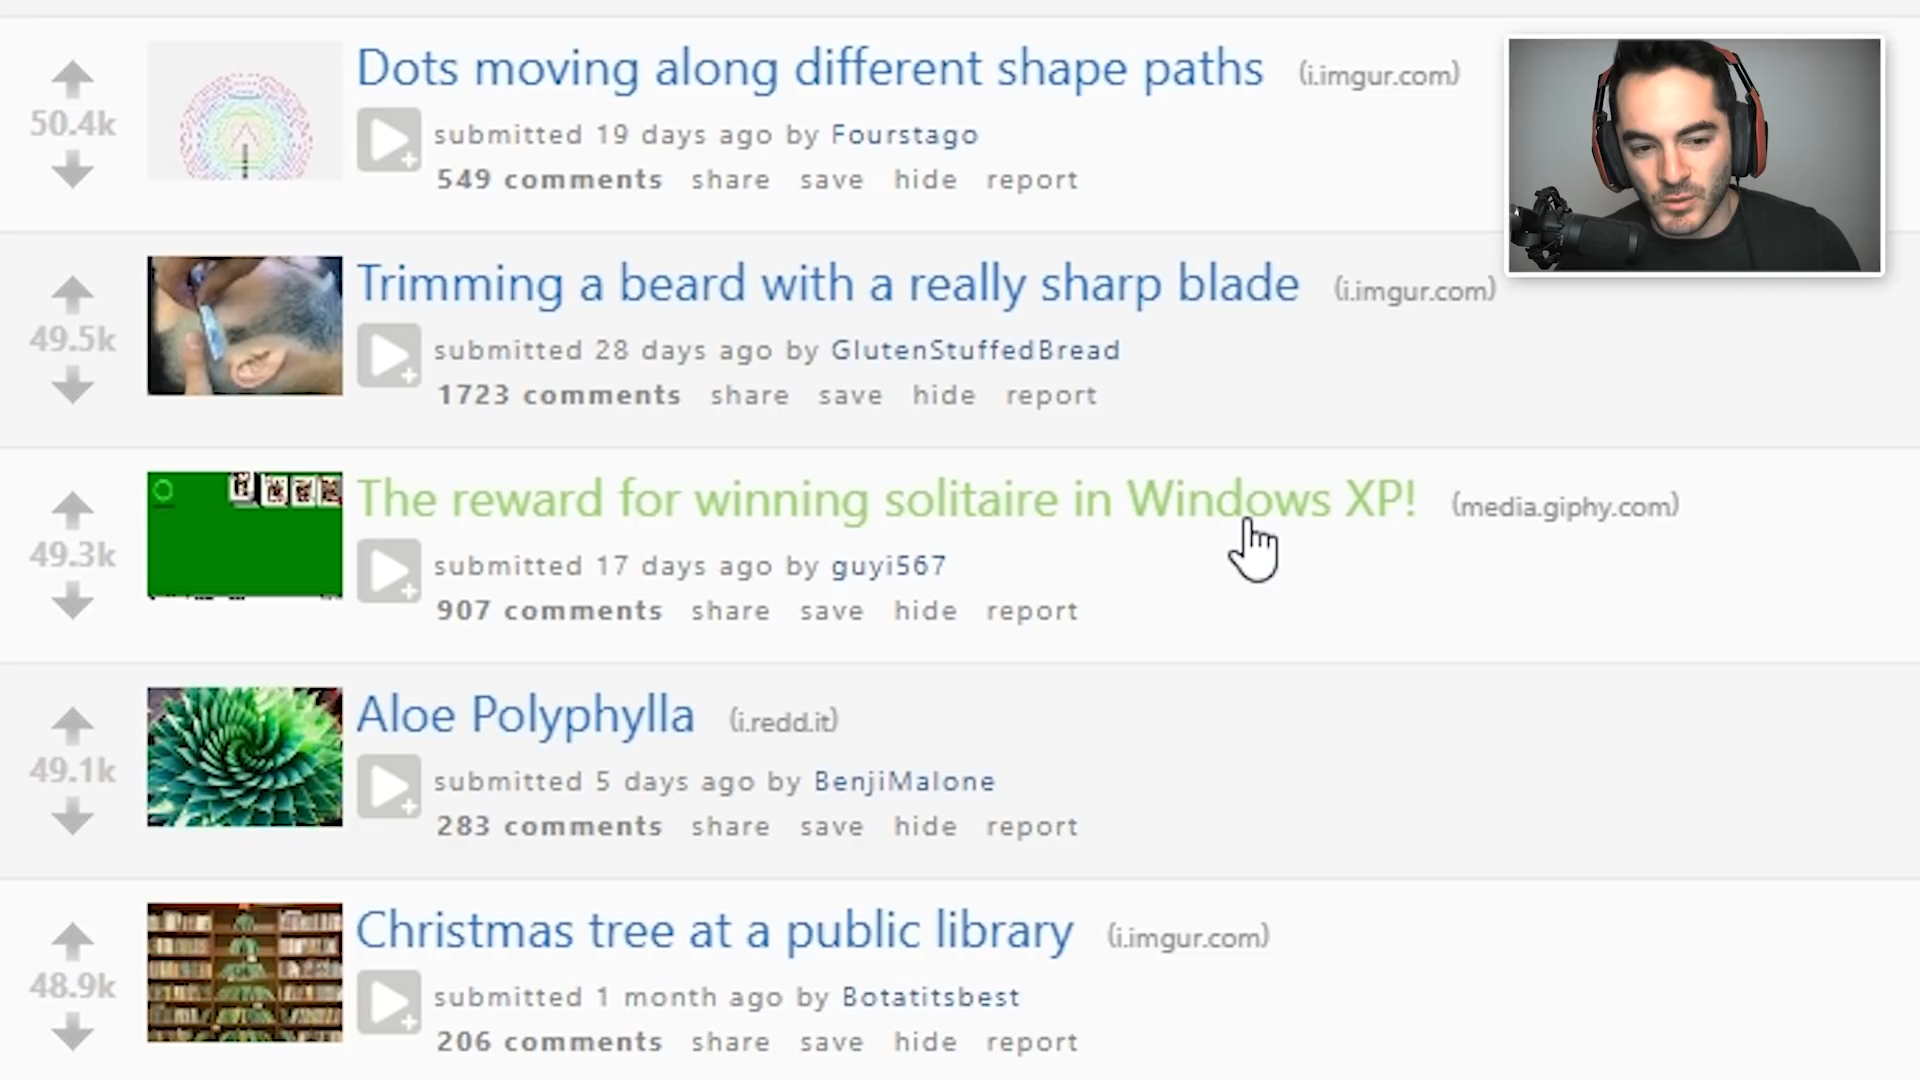 Dots moving along different shape paths (i.imgur.com)
50.4k
submitted 19 days ago by Fourstago
549 comments share save hide report
Trimming a beard with a really sharp blade (i.imgur.com)
49.5k
submitted 28 days ago by GlutenStuffedBread
1723 comments share save hide report
The reward for winning solitaire in Windows XP! (media.giphy.com)
49.3k
submitted 17 days ago by guyi567
907 comments share save hide report
Aloe Polyphylla (i.redd.it)
49.1k
submitted 5 days ago by BenjiMalone
283 comments share save hide report
Christmas tree at a public library (i.imgur.com)
48.9k
submitted 1 month ago by Botatitsbest
206 comments share save hide report